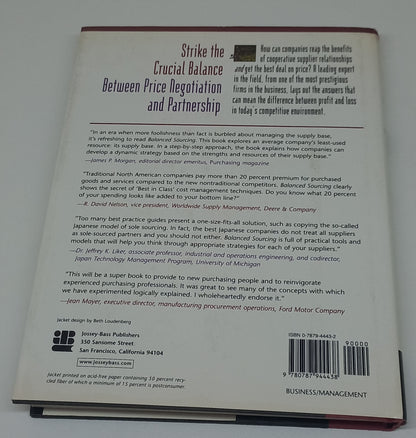 Strike the
Crucial Balance
Between Price Negotiation
and Partnership
How can companies reap the benefits
of cooperative supplier relationships
and get the best deal on price? A leading expert
in the field, from one of the most prestigious
firms in the business, lays out the answers that
can mean the difference between profit and loss
in today's competitive environment.
"In an era when more foolishness than fact is burbled about managing the supply base,
it's refreshing to read Balanced Sourcing. This book explores an average company's least-used
resource: its supply base. In a step-by-step approach, the book explains how companies can
develop a dynamic strategy based on the strengths and resources of their supply base."
—James P. Morgan, editorial director emeritus, Purchasing magazine
"Traditional North American companies pay more than 20 percent premium for purchased
goods and services compared to the new nontraditional competitors. Balanced Sourcing clearly
shows the secret of 'Best in Class' cost management techniques. Do you know what 20 percent
of your spending looks like added to your bottom line?"
—R. David Nelson, vice president, Worldwide Supply Management, Deere & Company
"Too many best practice guides present a one-size-fits-all solution, such as copying the so-called
Japanese model of sole sourcing. In fact, the best Japanese companies do not treat all suppliers
as sole-sourced partners and you should not either. Balanced Sourcing is full of practical tools and
models that will help you think through appropriate strategies for each of your suppliers."
—Dr. Jeffrey K. Liker, associate professor, industrial and operations engineering, and codirector,
Japan Technology Management Program, University of Michigan
"This will be a super book to provide to new purchasing people and to reinvigorate
experienced purchasing professionals. It was great to see many of the concepts with which
we have experimented logically explained. I wholeheartedly endorse it."
—Jean Mayer, executive director, manufacturing procurement operations, Ford Motor Company
Jacket design by Beth Loudenberg
Jossey-Bass Publishers
350 Sansome Street
San Francisco, California 94104
www.josseybass.com
Jacket printed on acid-free paper containing 50 percent recy-
cled fiber of which a minimum of 15 percent is postconsumer.
ISBN 0-7879-4443-2
90000
9 780787 944438
BUSINESS/MANAGEMENT